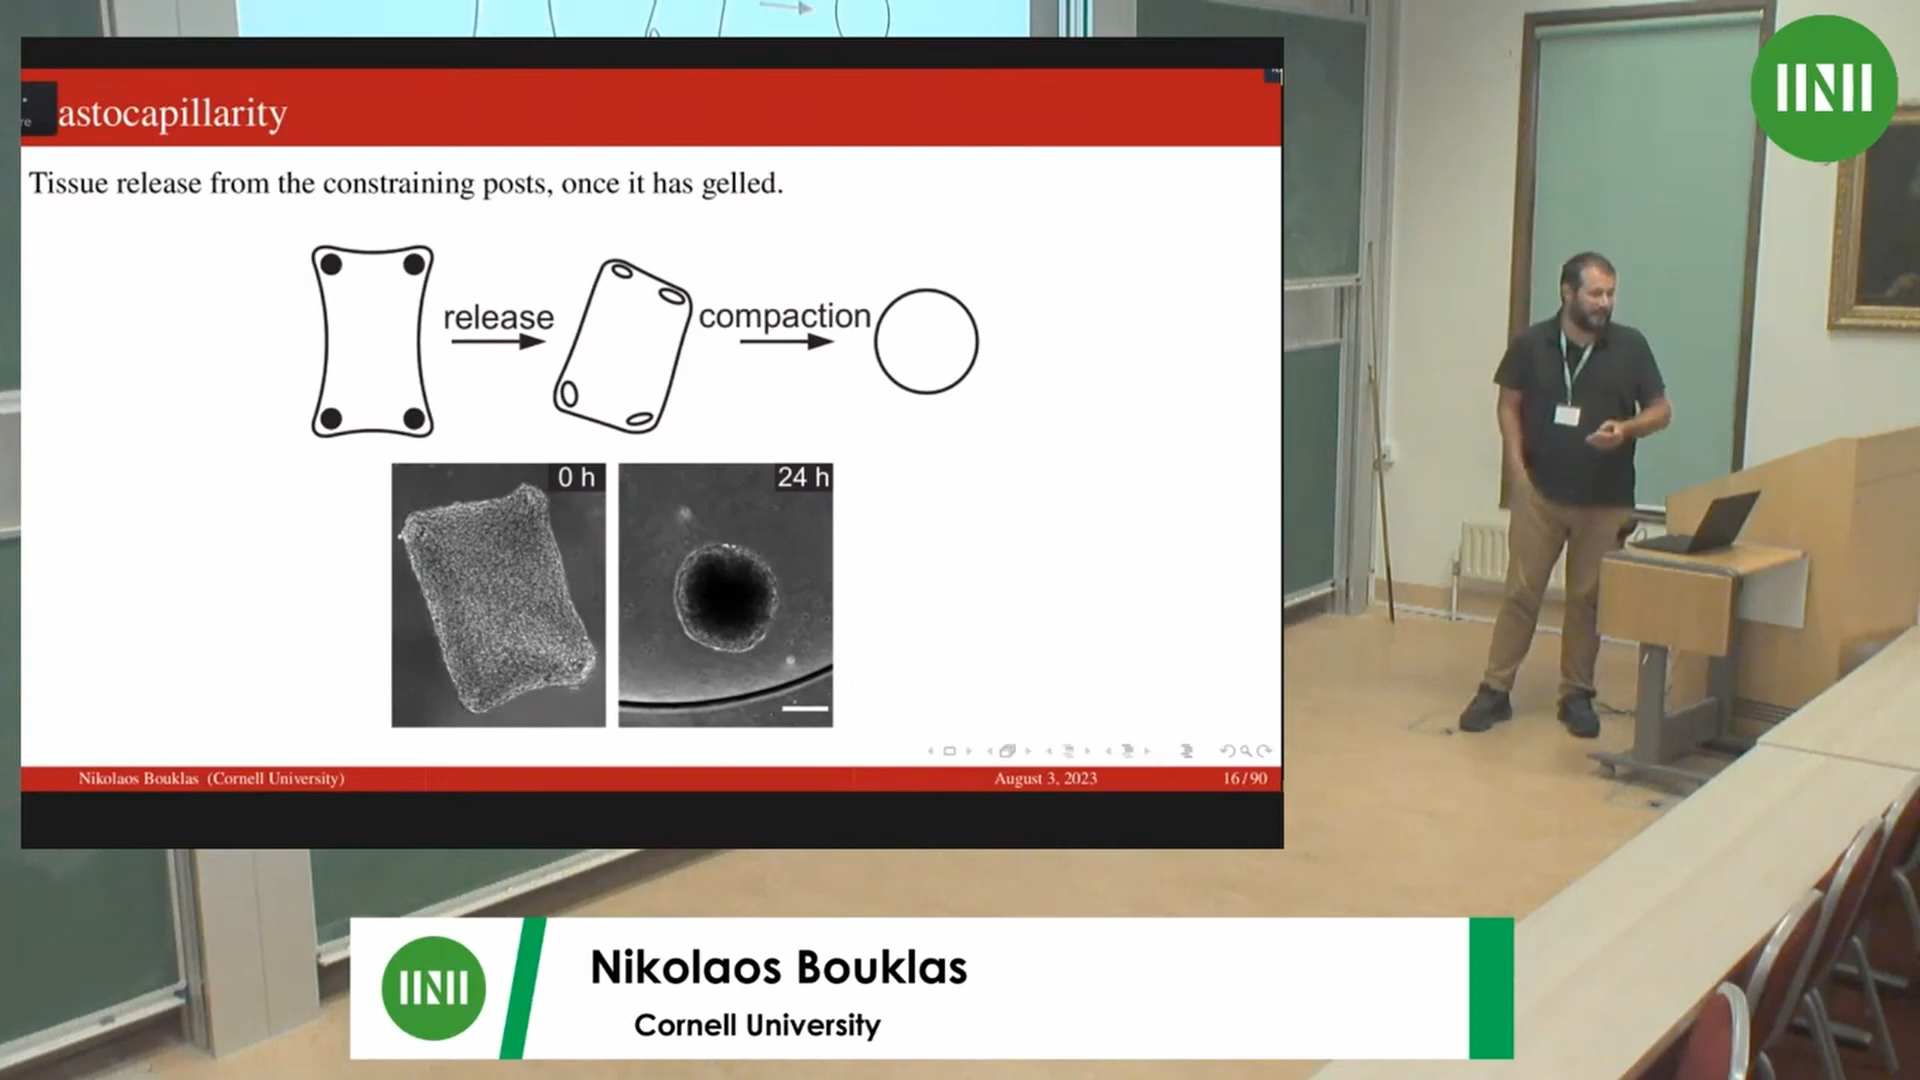 astocapillarity
re
Tissue release from the constraining posts, once it has gelled.
release
compaction
0 h
24 h
Nikolaos Bouklas (Cornell University)
August 3, 2023
16/90
Nikolaos Bouklas
Cornell University